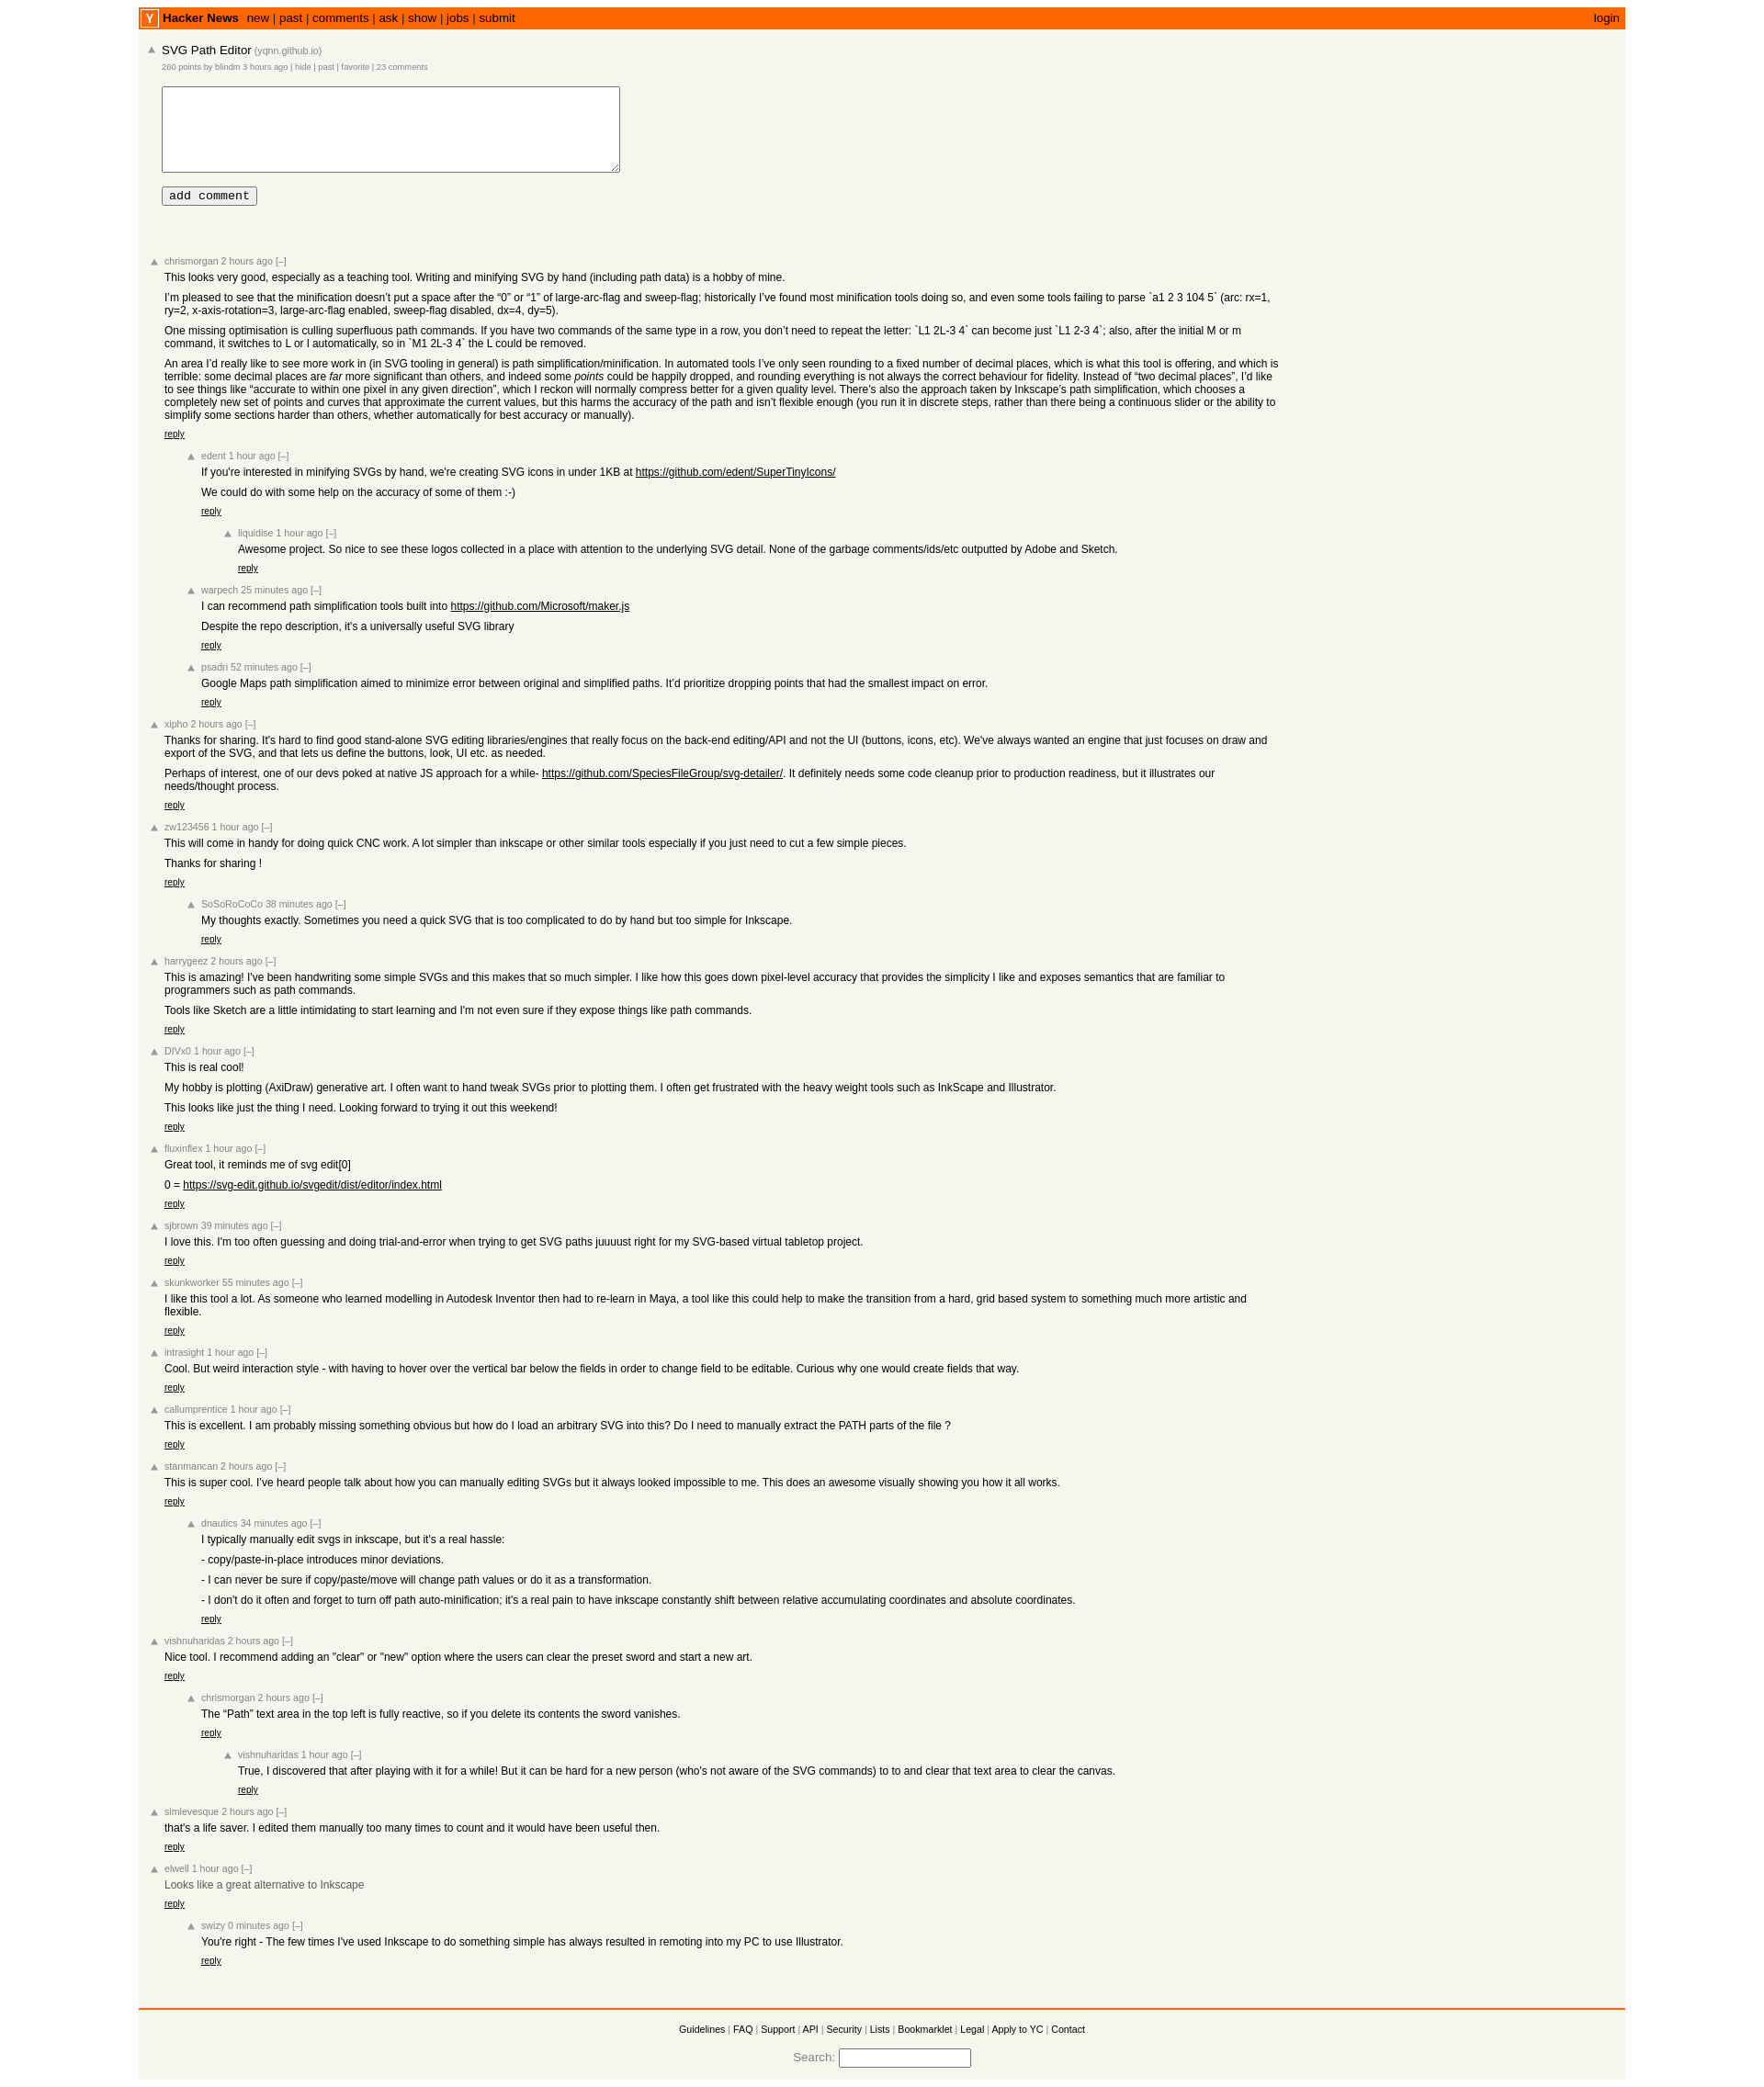 Y Hacker News new | past | comments | ask | show | jobs | submit login
SVG Path Editor (yqnn.github.io)
260 points by blindm 3 hours ago | hide | past | favorite | 23 comments
add comment
chrismorgan 2 hours ago [–]
This looks very good, especially as a teaching tool. Writing and minifying SVG by hand (including path data) is a hobby of mine.
I’m pleased to see that the minification doesn’t put a space after the “0” or “1” of large-arc-flag and sweep-flag; historically I’ve found most minification tools doing so, and even some tools failing to parse `a1 2 3 104 5` (arc: rx=1,
ry=2, x-axis-rotation=3, large-arc-flag enabled, sweep-flag disabled, dx=4, dy=5).
One missing optimisation is culling superfluous path commands. If you have two commands of the same type in a row, you don’t need to repeat the letter: `L1 2L-3 4` can become just `L1 2-3 4`; also, after the initial M or m
command, it switches to L or l automatically, so in `M1 2L-3 4` the L could be removed.
An area I’d really like to see more work in (in SVG tooling in general) is path simplification/minification. In automated tools I’ve only seen rounding to a fixed number of decimal places, which is what this tool is offering, and which is
terrible: some decimal places are far more significant than others, and indeed some points could be happily dropped, and rounding everything is not always the correct behaviour for fidelity. Instead of “two decimal places”, I’d like
to see things like “accurate to within one pixel in any given direction”, which I reckon will normally compress better for a given quality level. There’s also the approach taken by Inkscape’s path simplification, which chooses a
completely new set of points and curves that approximate the current values, but this harms the accuracy of the path and isn’t flexible enough (you run it in discrete steps, rather than there being a continuous slider or the ability to
simplify some sections harder than others, whether automatically for best accuracy or manually).
reply
edent 1 hour ago [–]
If you're interested in minifying SVGs by hand, we're creating SVG icons in under 1KB at https://github.com/edent/SuperTinyIcons/
We could do with some help on the accuracy of some of them :-)
reply
liquidise 1 hour ago [–]
Awesome project. So nice to see these logos collected in a place with attention to the underlying SVG detail. None of the garbage comments/ids/etc outputted by Adobe and Sketch.
reply
warpech 25 minutes ago [–]
I can recommend path simplification tools built into https://github.com/Microsoft/maker.js
Despite the repo description, it's a universally useful SVG library
reply
psadri 52 minutes ago [–]
Google Maps path simplification aimed to minimize error between original and simplified paths. It’d prioritize dropping points that had the smallest impact on error.
reply
xipho 2 hours ago [–]
Thanks for sharing. It's hard to find good stand-alone SVG editing libraries/engines that really focus on the back-end editing/API and not the UI (buttons, icons, etc). We've always wanted an engine that just focuses on draw and
export of the SVG, and that lets us define the buttons, look, UI etc. as needed.
Perhaps of interest, one of our devs poked at native JS approach for a while- https://github.com/SpeciesFileGroup/svg-detailer/. It definitely needs some code cleanup prior to production readiness, but it illustrates our
needs/thought process.
reply
zw123456 1 hour ago [–]
This will come in handy for doing quick CNC work. A lot simpler than inkscape or other similar tools especially if you just need to cut a few simple pieces.
Thanks for sharing !
reply
SoSoRoCoCo 38 minutes ago [–]
My thoughts exactly. Sometimes you need a quick SVG that is too complicated to do by hand but too simple for Inkscape.
reply
harrygeez 2 hours ago [–]
This is amazing! I've been handwriting some simple SVGs and this makes that so much simpler. I like how this goes down pixel-level accuracy that provides the simplicity I like and exposes semantics that are familiar to
programmers such as path commands.
Tools like Sketch are a little intimidating to start learning and I'm not even sure if they expose things like path commands.
reply
DIVx0 1 hour ago [–]
This is real cool!
My hobby is plotting (AxiDraw) generative art. I often want to hand tweak SVGs prior to plotting them. I often get frustrated with the heavy weight tools such as InkScape and Illustrator.
This looks like just the thing I need. Looking forward to trying it out this weekend!
reply
fluxinflex 1 hour ago [–]
Great tool, it reminds me of svg edit[0]
0 = https://svg-edit.github.io/svgedit/dist/editor/index.html
reply
sjbrown 39 minutes ago [–]
I love this. I'm too often guessing and doing trial-and-error when trying to get SVG paths juuuust right for my SVG-based virtual tabletop project.
reply
skunkworker 55 minutes ago [–]
I like this tool a lot. As someone who learned modelling in Autodesk Inventor then had to re-learn in Maya, a tool like this could help to make the transition from a hard, grid based system to something much more artistic and
flexible.
reply
intrasight 1 hour ago [–]
Cool. But weird interaction style - with having to hover over the vertical bar below the fields in order to change field to be editable. Curious why one would create fields that way.
reply
callumprentice 1 hour ago [–]
This is excellent. I am probably missing something obvious but how do I load an arbitrary SVG into this? Do I need to manually extract the PATH parts of the file ?
reply
stanmancan 2 hours ago [–]
This is super cool. I’ve heard people talk about how you can manually editing SVGs but it always looked impossible to me. This does an awesome visually showing you how it all works.
reply
dnautics 34 minutes ago [–]
I typically manually edit svgs in inkscape, but it's a real hassle:
- copy/paste-in-place introduces minor deviations.
- I can never be sure if copy/paste/move will change path values or do it as a transformation.
- I don't do it often and forget to turn off path auto-minification; it's a real pain to have inkscape constantly shift between relative accumulating coordinates and absolute coordinates.
reply
vishnuharidas 2 hours ago [–]
Nice tool. I recommend adding an "clear" or "new" option where the users can clear the preset sword and start a new art.
reply
chrismorgan 2 hours ago [–]
The “Path” text area in the top left is fully reactive, so if you delete its contents the sword vanishes.
reply
vishnuharidas 1 hour ago [–]
True, I discovered that after playing with it for a while! But it can be hard for a new person (who's not aware of the SVG commands) to to and clear that text area to clear the canvas.
reply
simlevesque 2 hours ago [–]
that's a life saver. I edited them manually too many times to count and it would have been useful then.
reply
elwell 1 hour ago [–]
Looks like a great alternative to Inkscape
reply
swizy 0 minutes ago [–]
You're right - The few times I've used Inkscape to do something simple has always resulted in remoting into my PC to use Illustrator.
reply
Guidelines | FAQ | Support | API | Security | Lists | Bookmarklet | Legal | Apply to YC | Contact
Search: